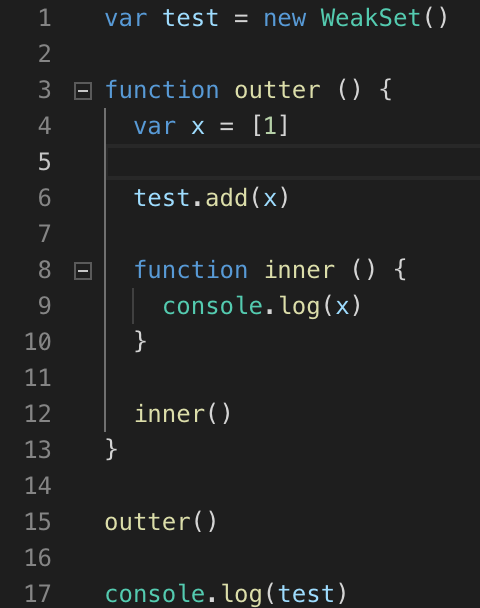 1 var test = new WeakSet()
2
3 function outter () {
4 var x = [1]
5
6 test.add(x)
7
8 function inner () {
9 console.log(x)
10 }
11
12 inner()
13 }
14
15 outter()
16
17 console.log(test)